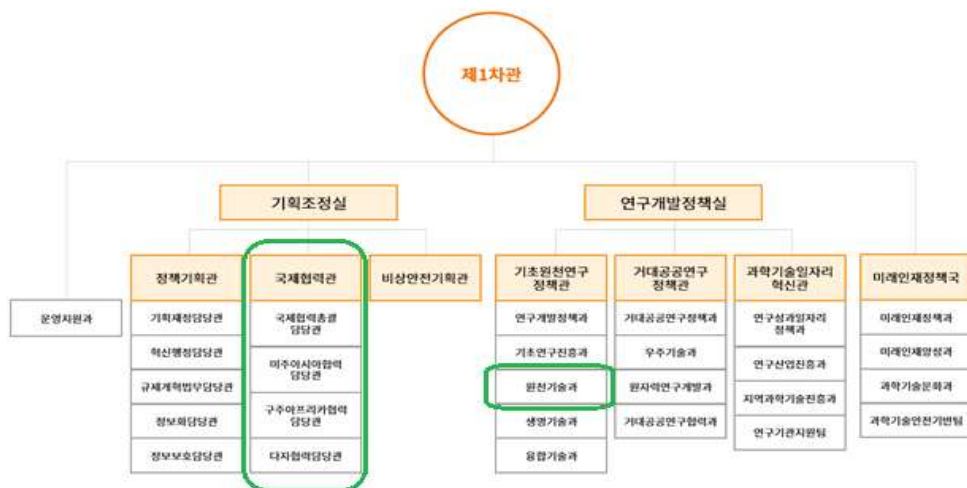 제1차관
기획조정실
연구개발정책실
정책기획관
국제협력관
비상안전기획관
기초원천연구
정책관
거대공공연구
정책관
과학기술일자리
혁신관
미래인재정책국
운영지원과
기획재정담당관
혁신행정담당관
규제개혁법무담당관
정보화담당관
정보보호담당관
국제협력총괄
담당관
미주아시아협력
담당관
구주아프리카협력
담당관
다자협력담당관
연구개발정책과
기초연구진흥과
원천기술과
생명기술과
융합기술과
거대공공연구정책과
우주기술과
원자력연구개발과
거대공공연구협력과
연구성과일자리
정책과
연구산업진흥과
지역과학기술진흥과
연구기관지원팀
미래인재정책과
미래인재양성과
과학기술문화과
과학기술안전기반팀